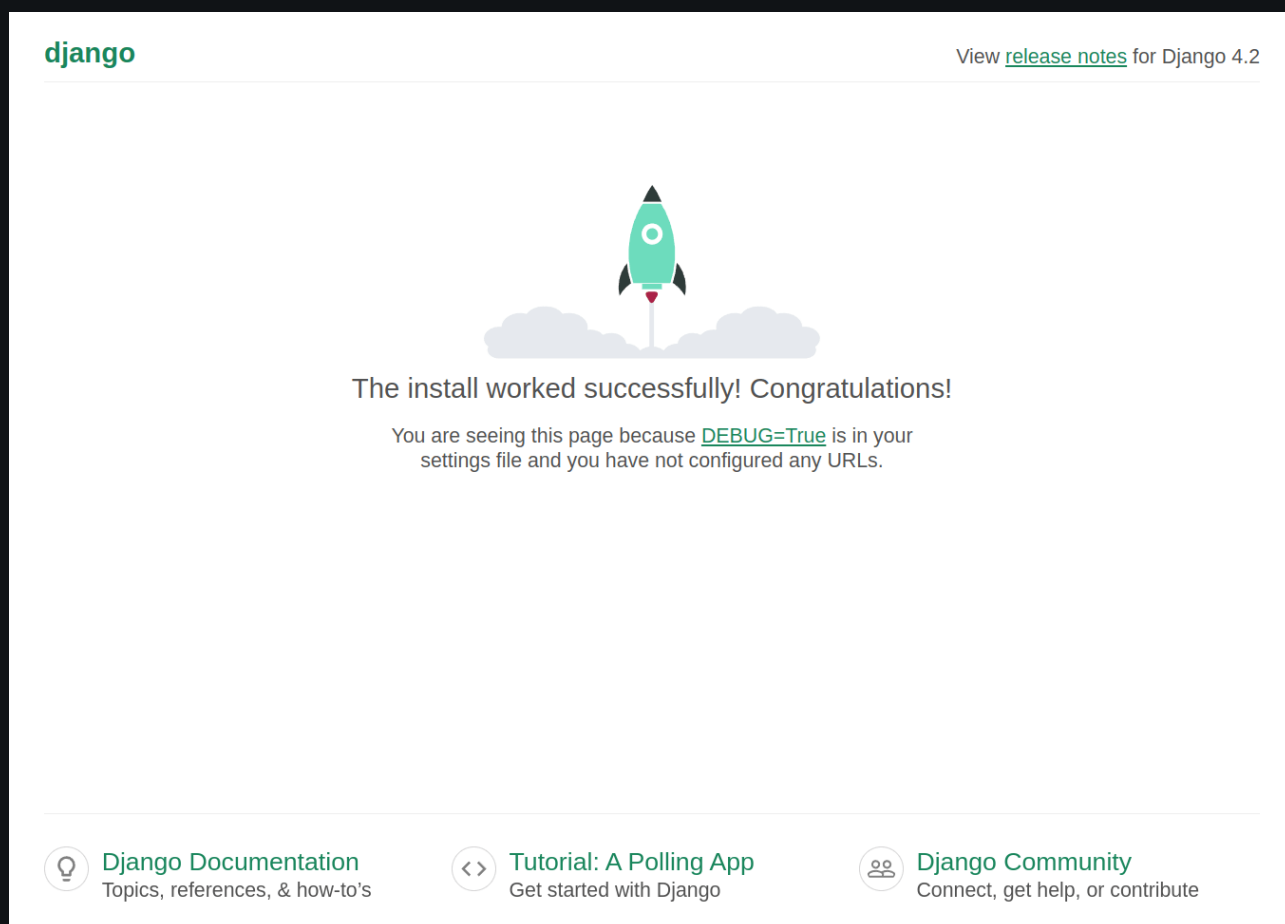 django
View release notes for Django 4.2
The install worked successfully! Congratulations!
You are seeing this page because DEBUG=True is in your
settings file and you have not configured any URLs.
Django Documentation
Topics, references, & how-to’s
Tutorial: A Polling App
Get started with Django
Django Community
Connect, get help, or contribute